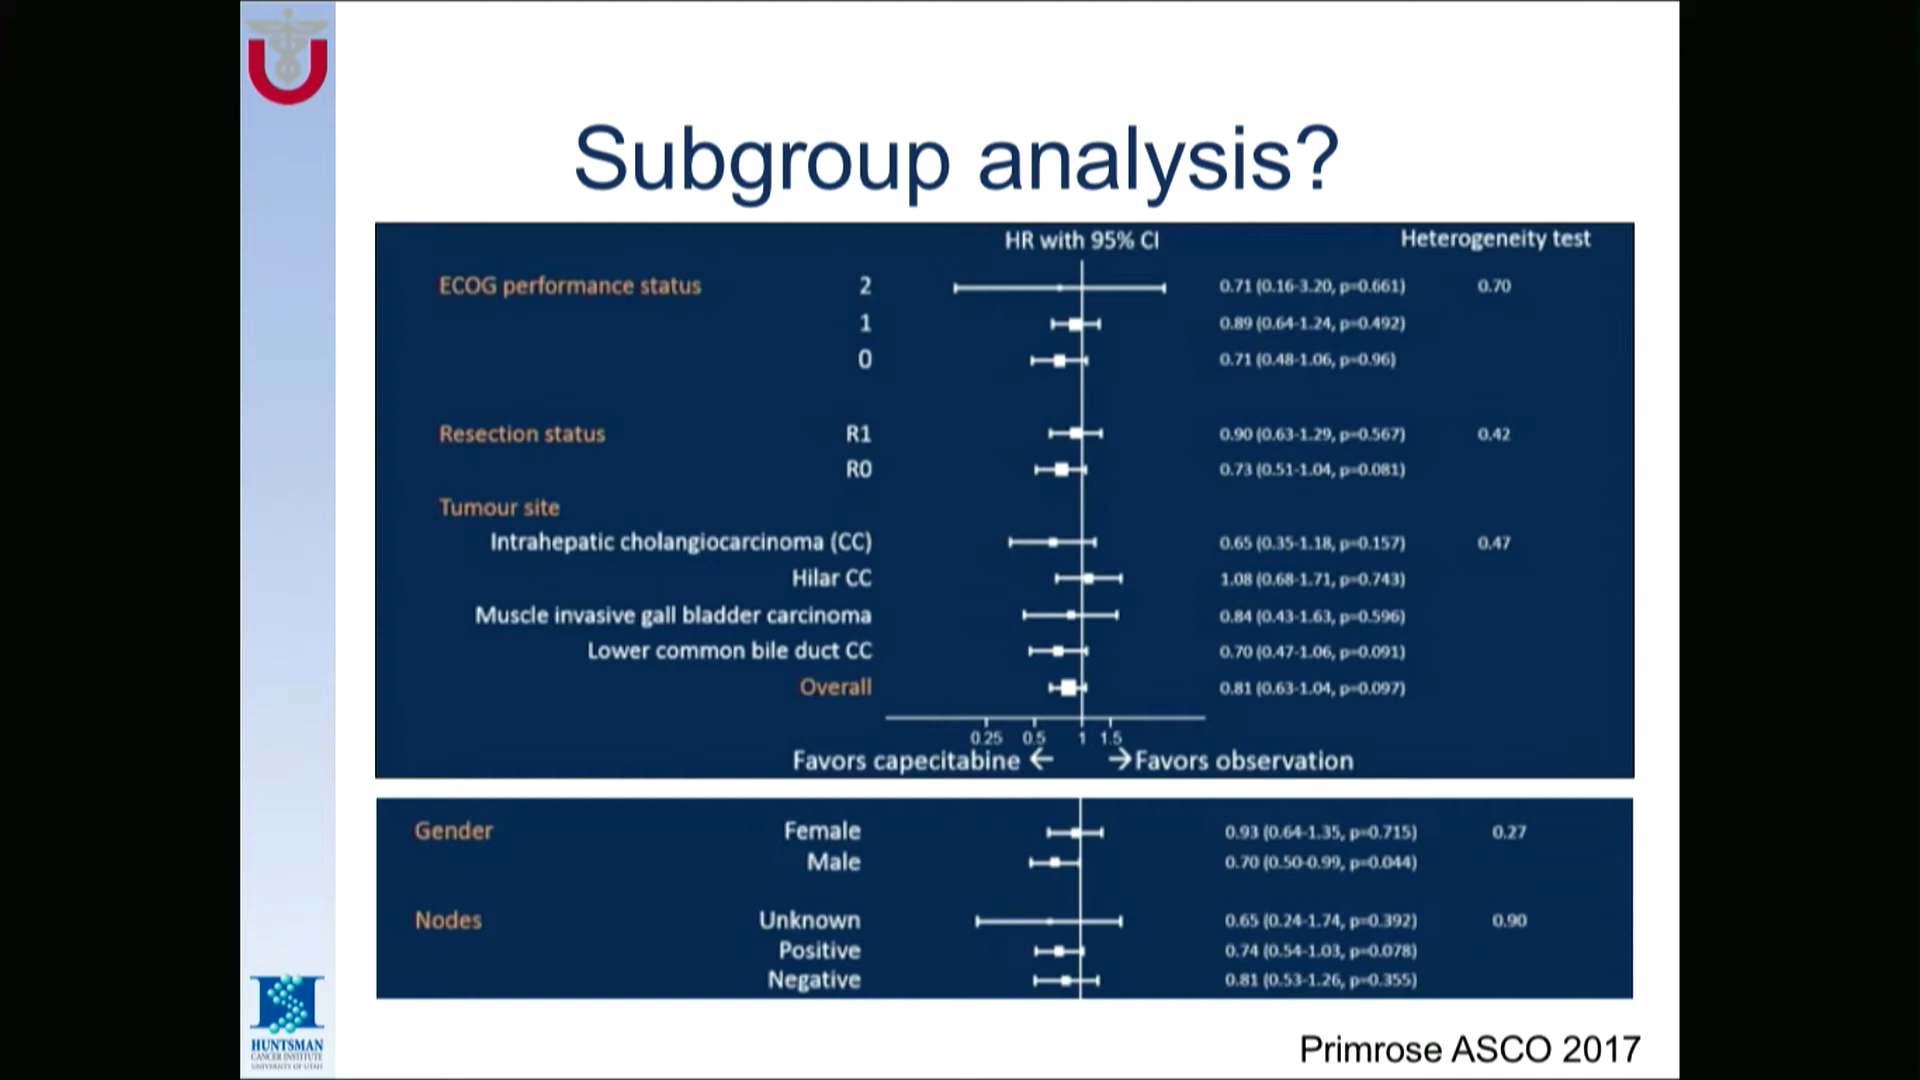 Subgroup analysis?
HR with 95% CI Heterogeneity test
ECOG performance status 2 0.71 (0.16-3.20, p=0.661) 0.70
1 0.89 (0.64-1.24, p=0.492)
0 0.71 (0.48-1.06, p=0.96)
Resection status R1 0.90 (0.63-1.29, p=0.567) 0.42
R0 0.73 (0.51-1.04, p=0.081)
Tumour site
Intrahepatic cholangiocarcinoma (CC) 0.65 (0.35-1.18, p=0.157) 0.47
Hilar CC 1.08 (0.68-1.71, p=0.743)
Muscle invasive gall bladder carcinoma 0.84 (0.43-1.63, p=0.596)
Lower common bile duct CC 0.70 (0.47-1.06, p=0.091)
Overall 0.81 (0.63-1.04, p=0.097)
0.25 0.5 1 1.5
Favors capecitabine ← →Favors observation
Gender Female 0.93 (0.64-1.35, p=0.715) 0.27
Male 0.70 (0.50-0.99, p=0.044)
Nodes Unknown 0.65 (0.24-1.74, p=0.392) 0.90
Positive 0.74 (0.54-1.03, p=0.078)
Negative 0.81 (0.53-1.26, p=0.355)
HUNTSMAN
CANCER INSTITUTE
UNIVERSITY OF UTAH
Primrose ASCO 2017